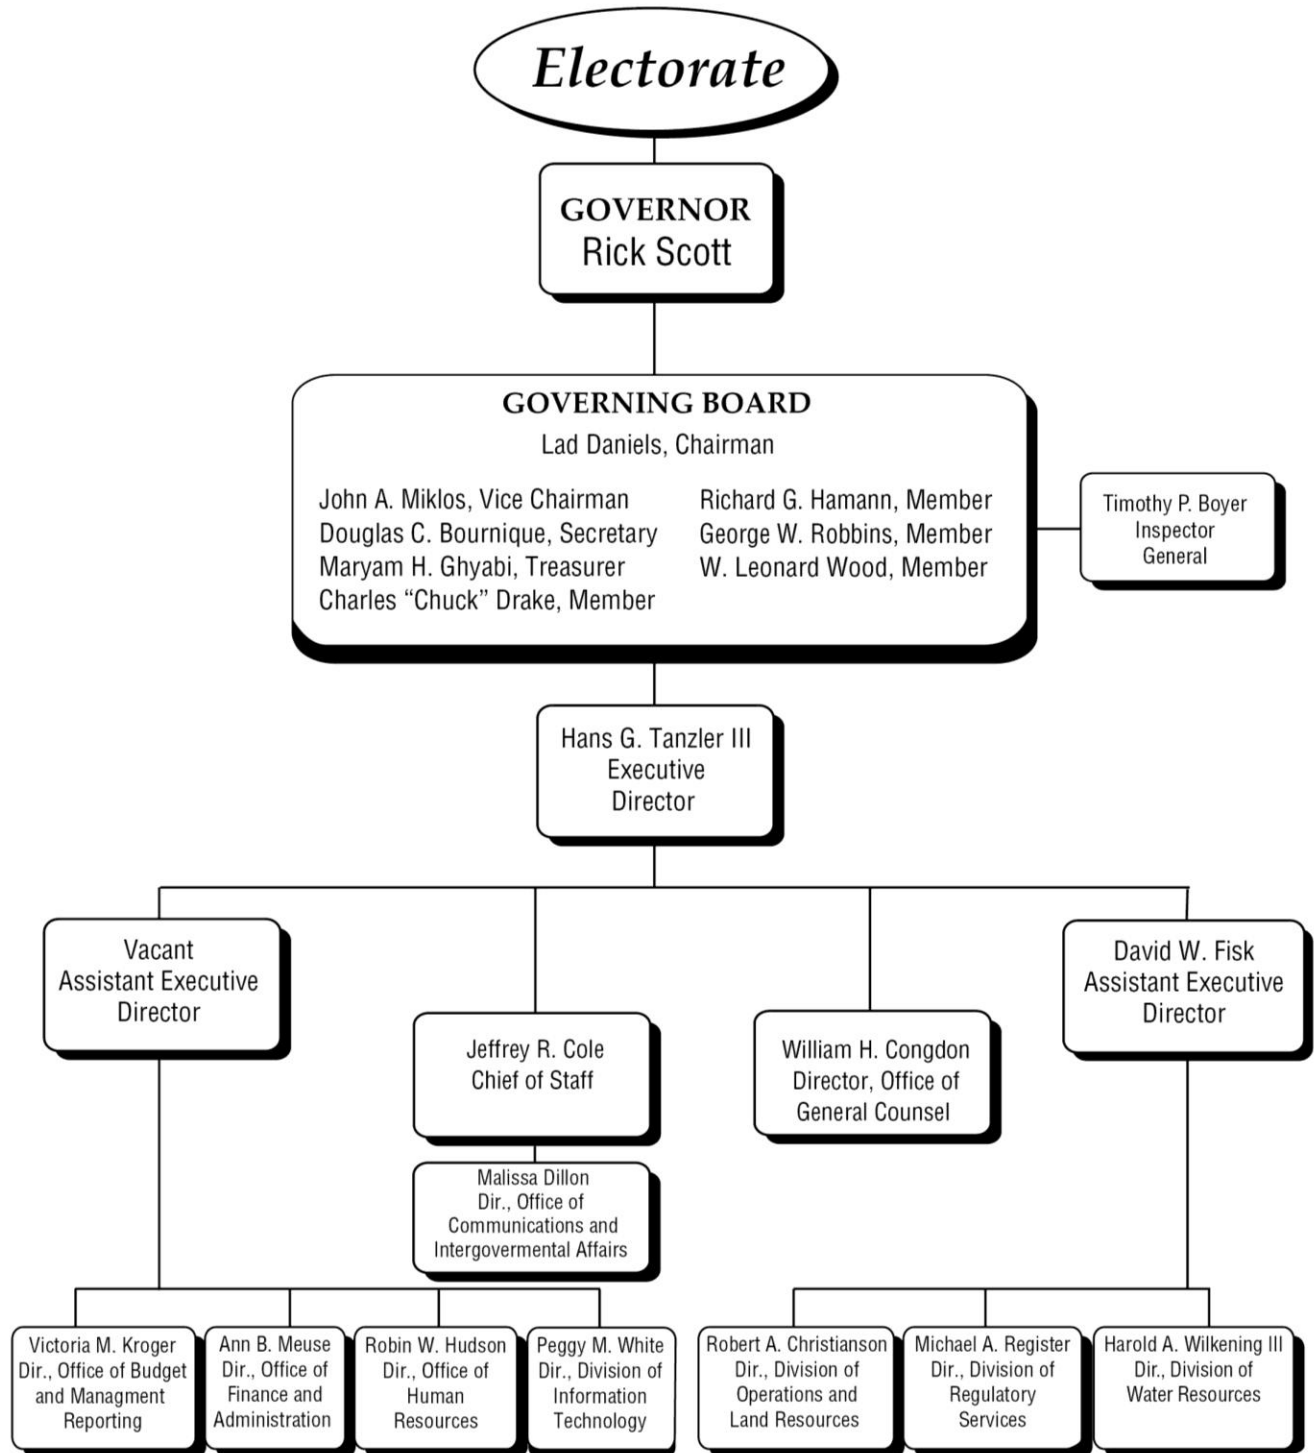 Electorate
GOVERNOR
Rick Scott
GOVERNING BOARD
Lad Daniels, Chairman
John A. Miklos, Vice Chairman
Douglas C. Bournique, Secretary
Maryam H. Ghyabi, Treasurer
Charles “Chuck” Drake, Member
Richard G. Hamann, Member
George W. Robbins, Member
W. Leonard Wood, Member
Timothy P. Boyer
Inspector
General
Hans G. Tanzler III
Executive
Director
Vacant
Assistant Executive
Director
Jeffrey R. Cole
Chief of Staff
William H. Congdon
Director, Office of
General Counsel
David W. Fisk
Assistant Executive
Director
Malissa Dillon
Dir., Office of
Communications and
Intergovermental Affairs
Victoria M. Kroger
Dir., Office of Budget
and Managment
Reporting
Ann B. Meuse
Dir., Office of
Finance and
Administration
Robin W. Hudson
Dir., Office of
Human
Resources
Peggy M. White
Dir., Division of
Information
Technology
Robert A. Christianson
Dir., Division of
Operations and
Land Resources
Michael A. Register
Dir., Division of
Regulatory
Services
Harold A. Wilkening III
Dir., Division of
Water Resources